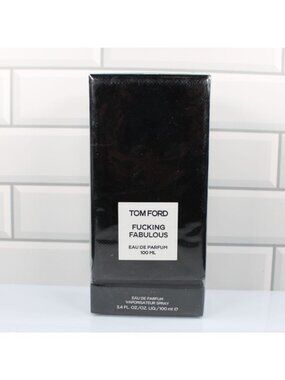 TOM FORD
FUCKING
FABULOUS
EAU DE PARFUM
100 ML
EAU DE PARFUM
VAPORISATEUR SPRAY
3.4 FL. OZ./OZ. LIQ./100 ml ℮